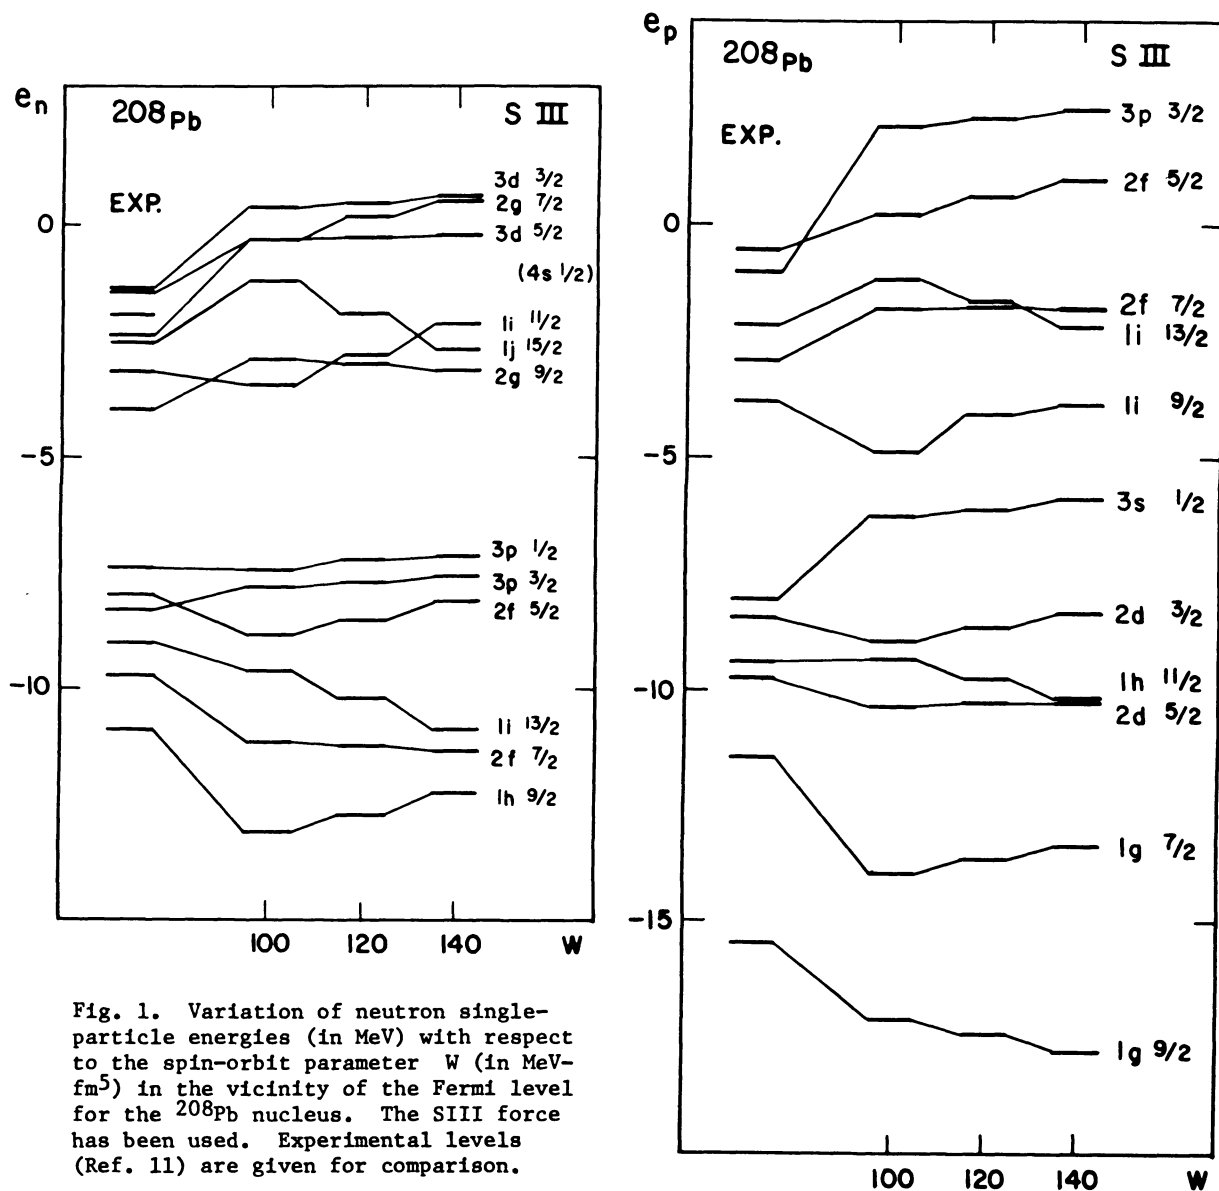 e_n
208Pb
S III
EXP.
0
-5
-10
3d 3/2
2g 7/2
3d 5/2
(4s 1/2)
1i 11/2
1j 15/2
2g 9/2
3p 1/2
3p 3/2
2f 5/2
1i 13/2
2f 7/2
1h 9/2
100 120 140 W
Fig. 1. Variation of neutron single-
particle energies (in MeV) with respect
to the spin-orbit parameter W (in MeV-
fm5) in the vicinity of the Fermi level
for the 208Pb nucleus. The SIII force
has been used. Experimental levels
(Ref. 11) are given for comparison.
e_p
208Pb
S III
EXP.
0
-5
-10
-15
3p 3/2
2f 5/2
2f 7/2
1i 13/2
1i 9/2
3s 1/2
2d 3/2
1h 11/2
2d 5/2
1g 7/2
1g 9/2
100 120 140 W